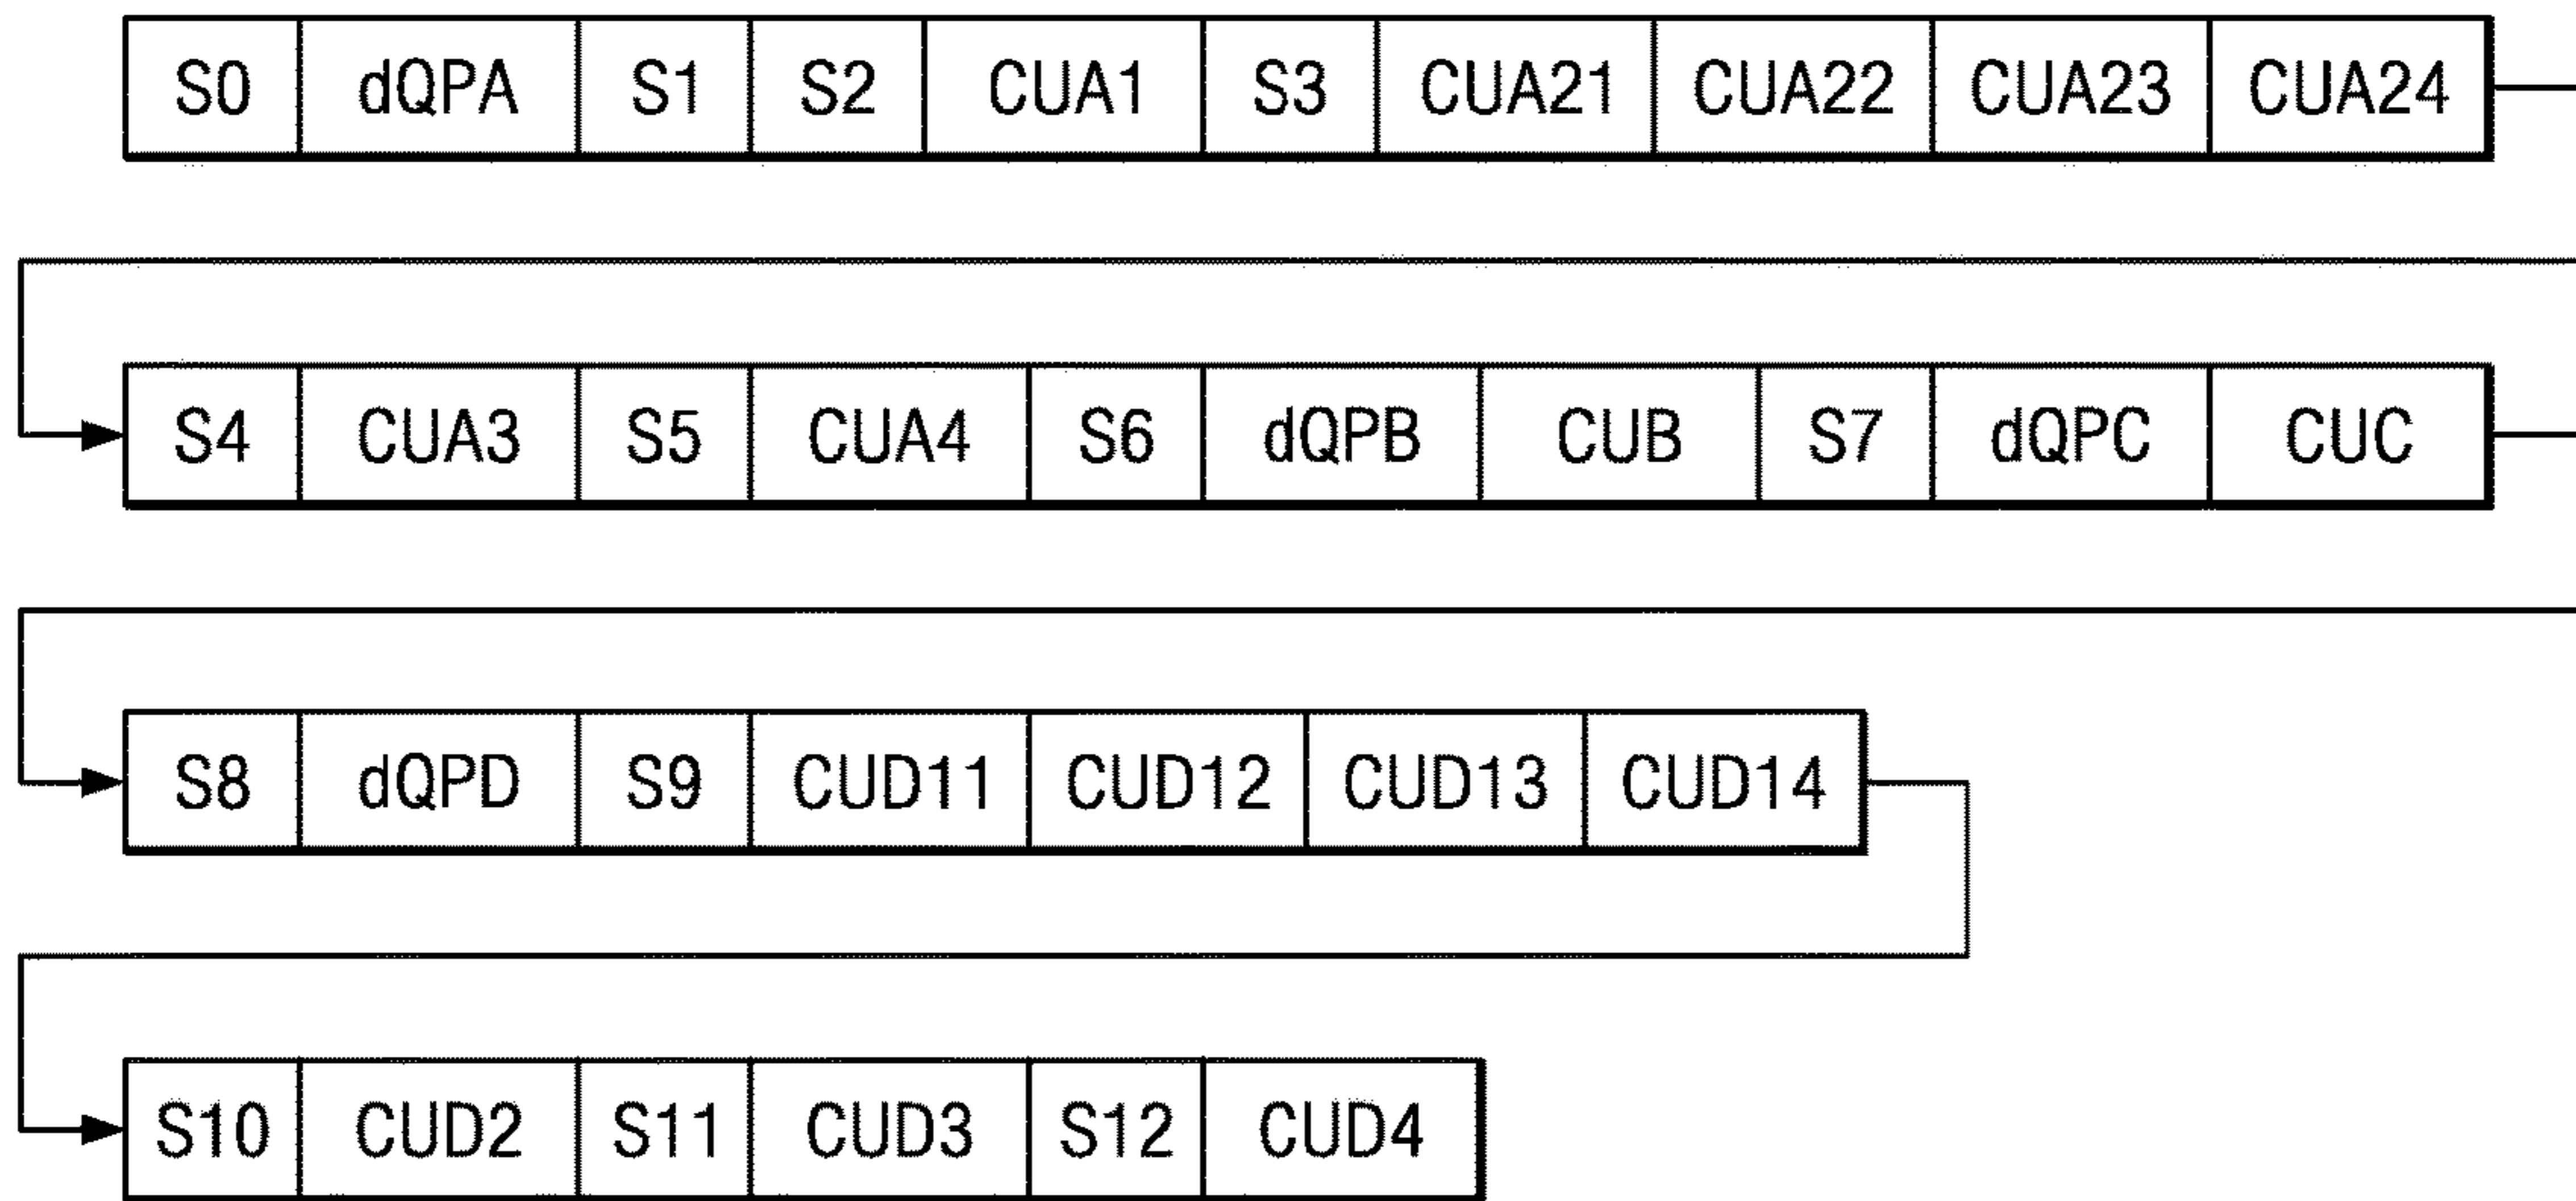 S0 dQPA S1 S2 CUA1 S3 CUA21 CUA22 CUA23 CUA24
S4 CUA3 S5 CUA4 S6 dQPB CUB S7 dQPC CUC
S8 dQPD S9 CUD11 CUD12 CUD13 CUD14
S10 CUD2 S11 CUD3 S12 CUD4